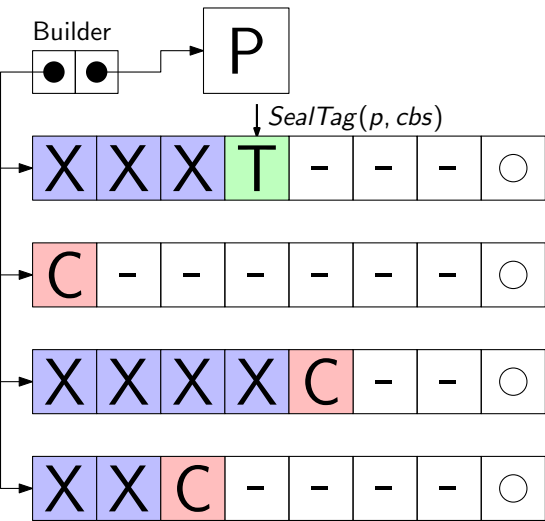 Builder
P
SealTag(p, cbs)
X X X T - - -
C - - - - - -
X X X X C - -
X X C - - - -